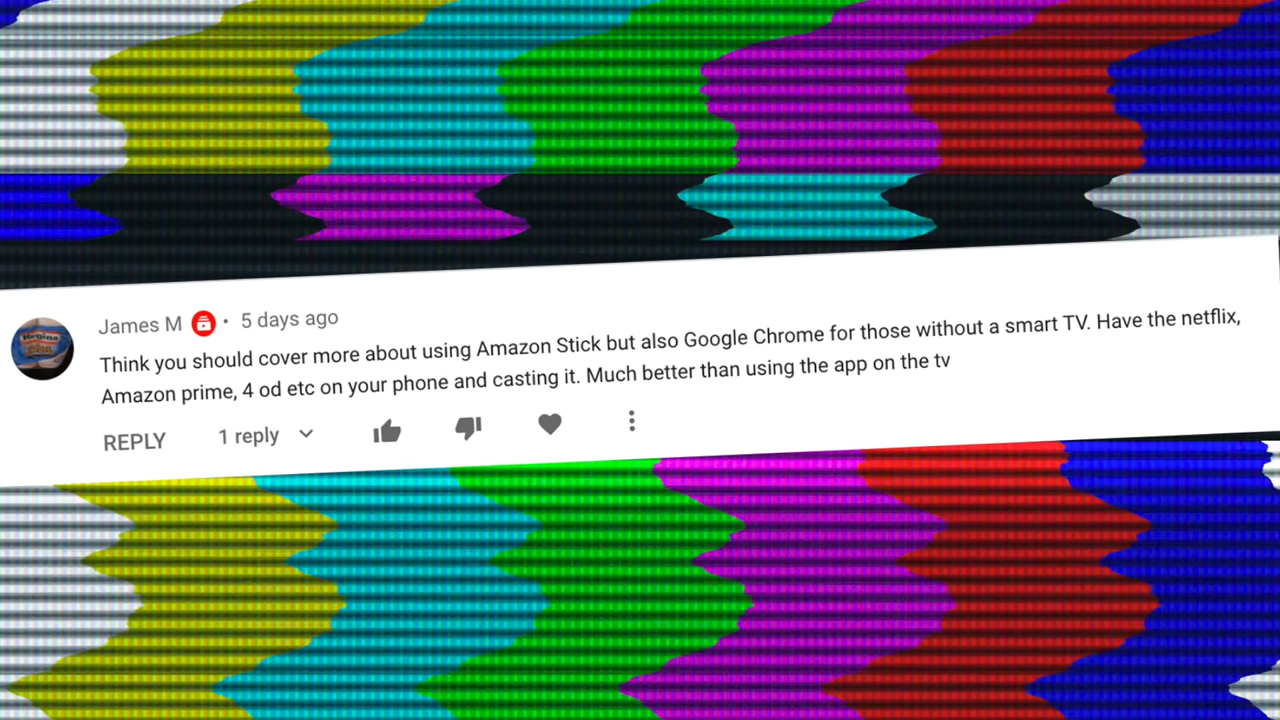 James M • 5 days ago
Think you should cover more about using Amazon Stick but also Google Chrome for those without a smart TV. Have the netflix,
Amazon prime, 4 od etc on your phone and casting it. Much better than using the app on the tv
REPLY 1 reply